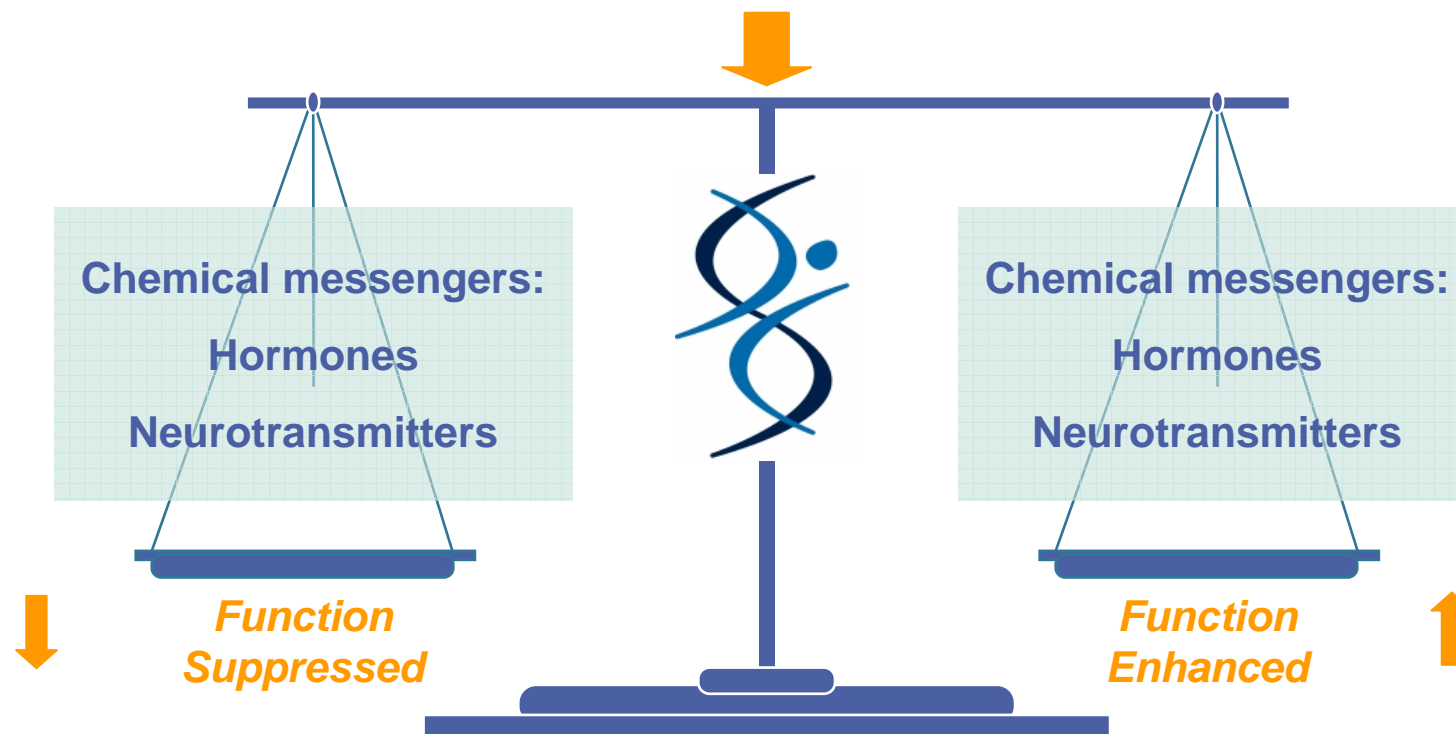 Chemical messengers:
Hormones
Neurotransmitters
Function
Suppressed
Chemical messengers:
Hormones
Neurotransmitters
Function
Enhanced